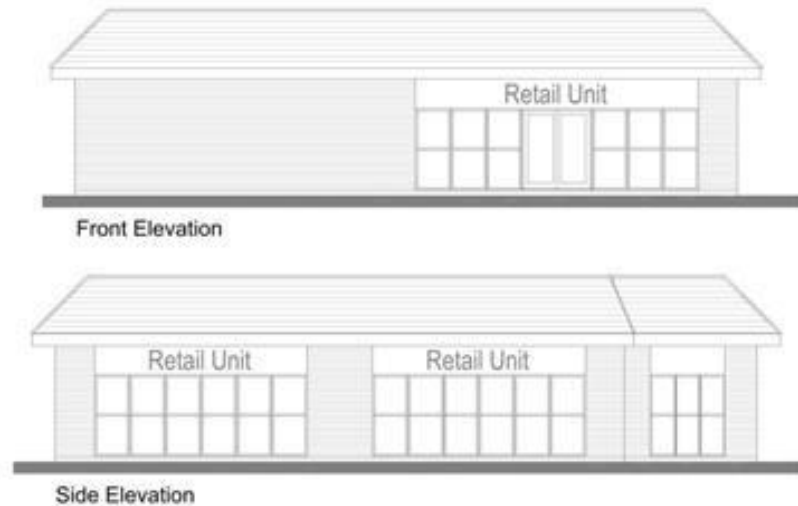 Retail Unit
Front Elevation
Retail Unit
Retail Unit
Side Elevation